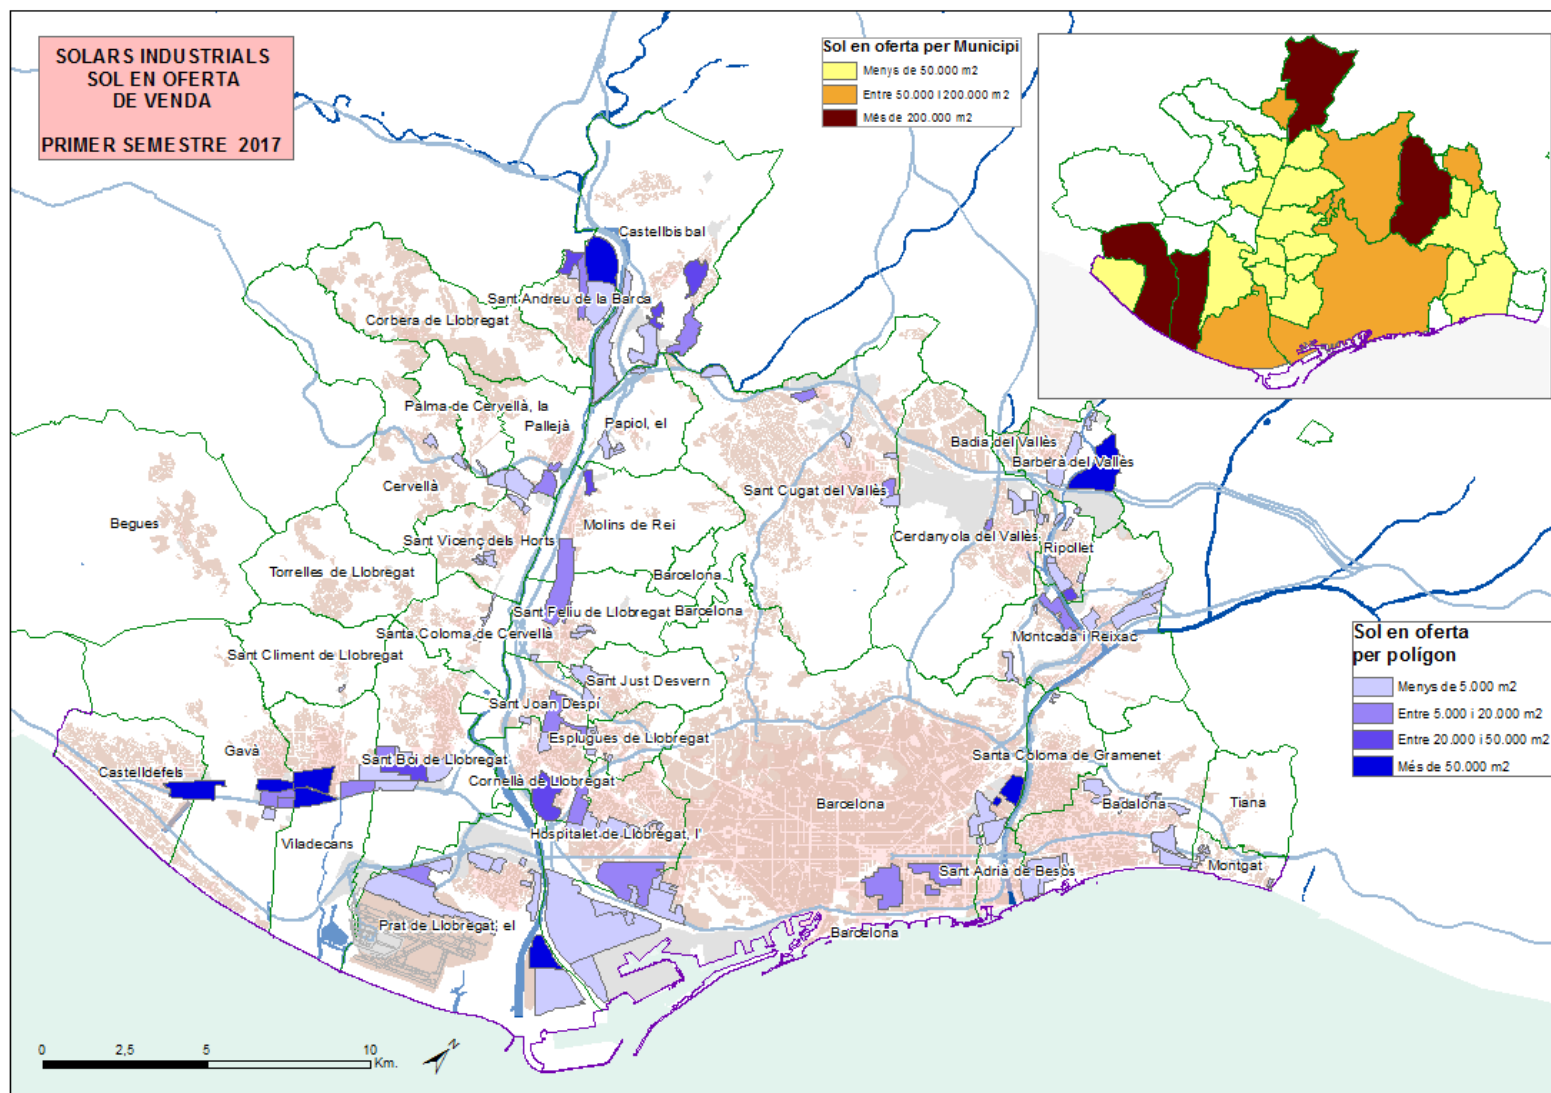 SOLARS INDUSTRIALS
SOL EN OFERTA
DE VENDA
PRIMER SEMESTRE 2017
Sol en oferta per Municipi
Menys de 50.000 m2
Entre 50.000 I 200.000 m2
Més de 200.000 m2
Castellbisbal
Sant Andreu de la Barca
Corbera de Llobregat
Palma de Cervellà, la
Pallejà
Papiol, el
Badia del Vallès
Barberà del Vallès
Cervellà
Sant Cugat del Vallès
Begues
Molins de Rei
Sant Vicenç dels Horts
Cerdanyola del Vallès
Ripollet
Torrelles de Llobregat
Barcelona
Sant Feliu de Llobregat
Barcelona
Santa Coloma de Cervellà
Montcada i Reixac
Sol en oferta
per polígon
Menys de 5.000 m2
Entre 5.000 i 20.000 m2
Entre 20.000 i 50.000 m2
Més de 50.000 m2
Sant Climent de Llobregat
Sant Just Desvern
Sant Joan Despí
Esplugues de Llobregat
Gavà
Sant Boi de Llobregat
Santa Coloma de Gramenet
Castelldefels
Cornellà de Llobregat
Barcelona
Badalona
Tiana
Viladecans
Hospitalet de Llobregat, l'
Montgat
Sant Adrià de Besòs
Prat de Llobregat, el
Barcelona
0 2,5 5 10
Km.
N